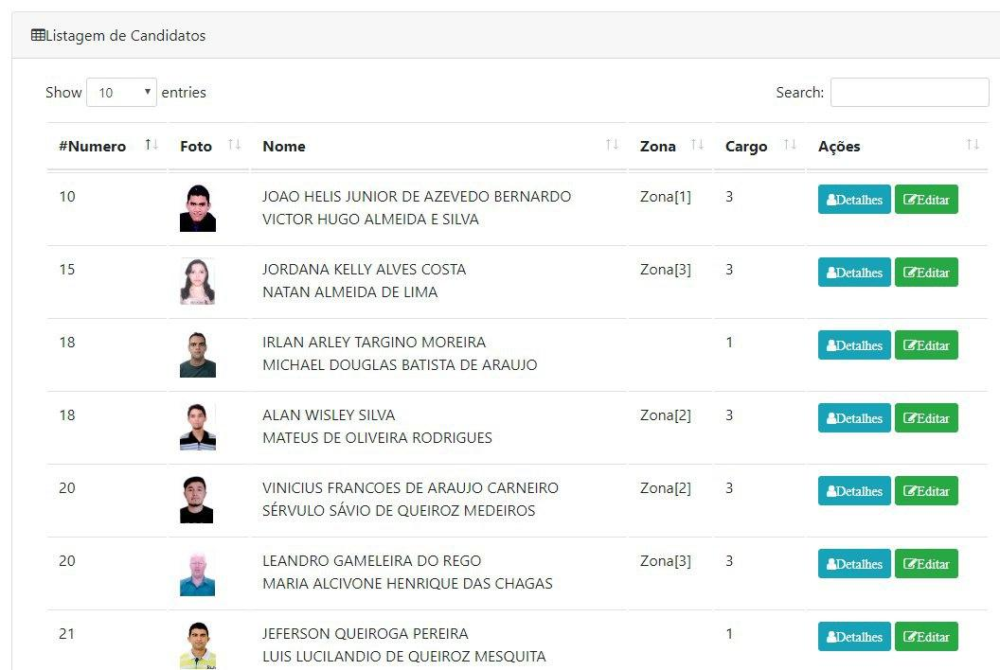 Listagem de Candidatos
Show 10 entries Search:
#Numero Foto Nome Zona Cargo Ações
10 JOAO HELIS JUNIOR DE AZEVEDO BERNARDO Zona[1] 3 Detalhes Editar
VICTOR HUGO ALMEIDA E SILVA
15 JORDANA KELLY ALVES COSTA Zona[3] 3 Detalhes Editar
NATAN ALMEIDA DE LIMA
18 IRLAN ARLEY TARGINO MOREIRA 1 Detalhes Editar
MICHAEL DOUGLAS BATISTA DE ARAUJO
18 ALAN WISLEY SILVA Zona[2] 3 Detalhes Editar
MATEUS DE OLIVEIRA RODRIGUES
20 VINICIUS FRANCOES DE ARAUJO CARNEIRO Zona[2] 3 Detalhes Editar
SÉRVULO SÁVIO DE QUEIROZ MEDEIROS
20 LEANDRO GAMELEIRA DO REGO Zona[3] 3 Detalhes Editar
MARIA ALCIVONE HENRIQUE DAS CHAGAS
21 JEFERSON QUEIROGA PEREIRA 1 Detalhes Editar
LUIS LUCILANDIO DE QUEIROZ MESQUITA